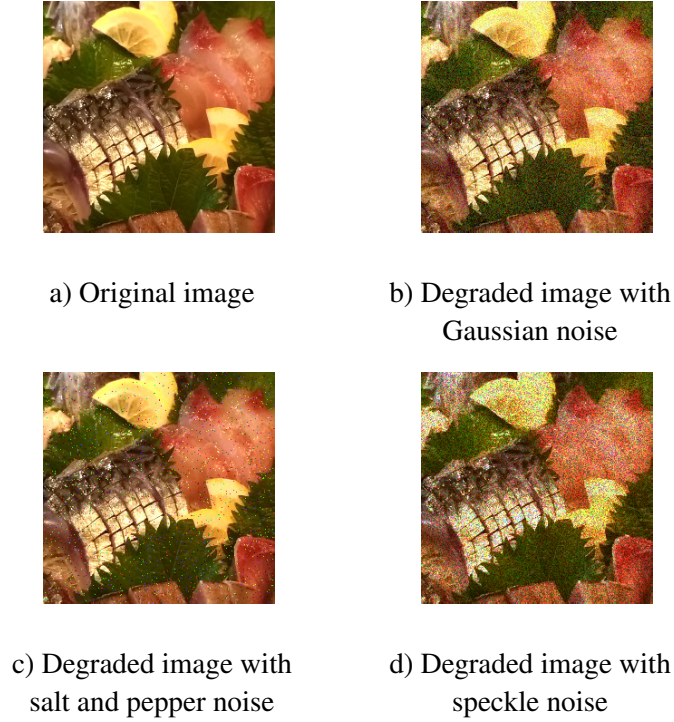 a) Original image
b) Degraded image with
Gaussian noise
c) Degraded image with
salt and pepper noise
d) Degraded image with
speckle noise